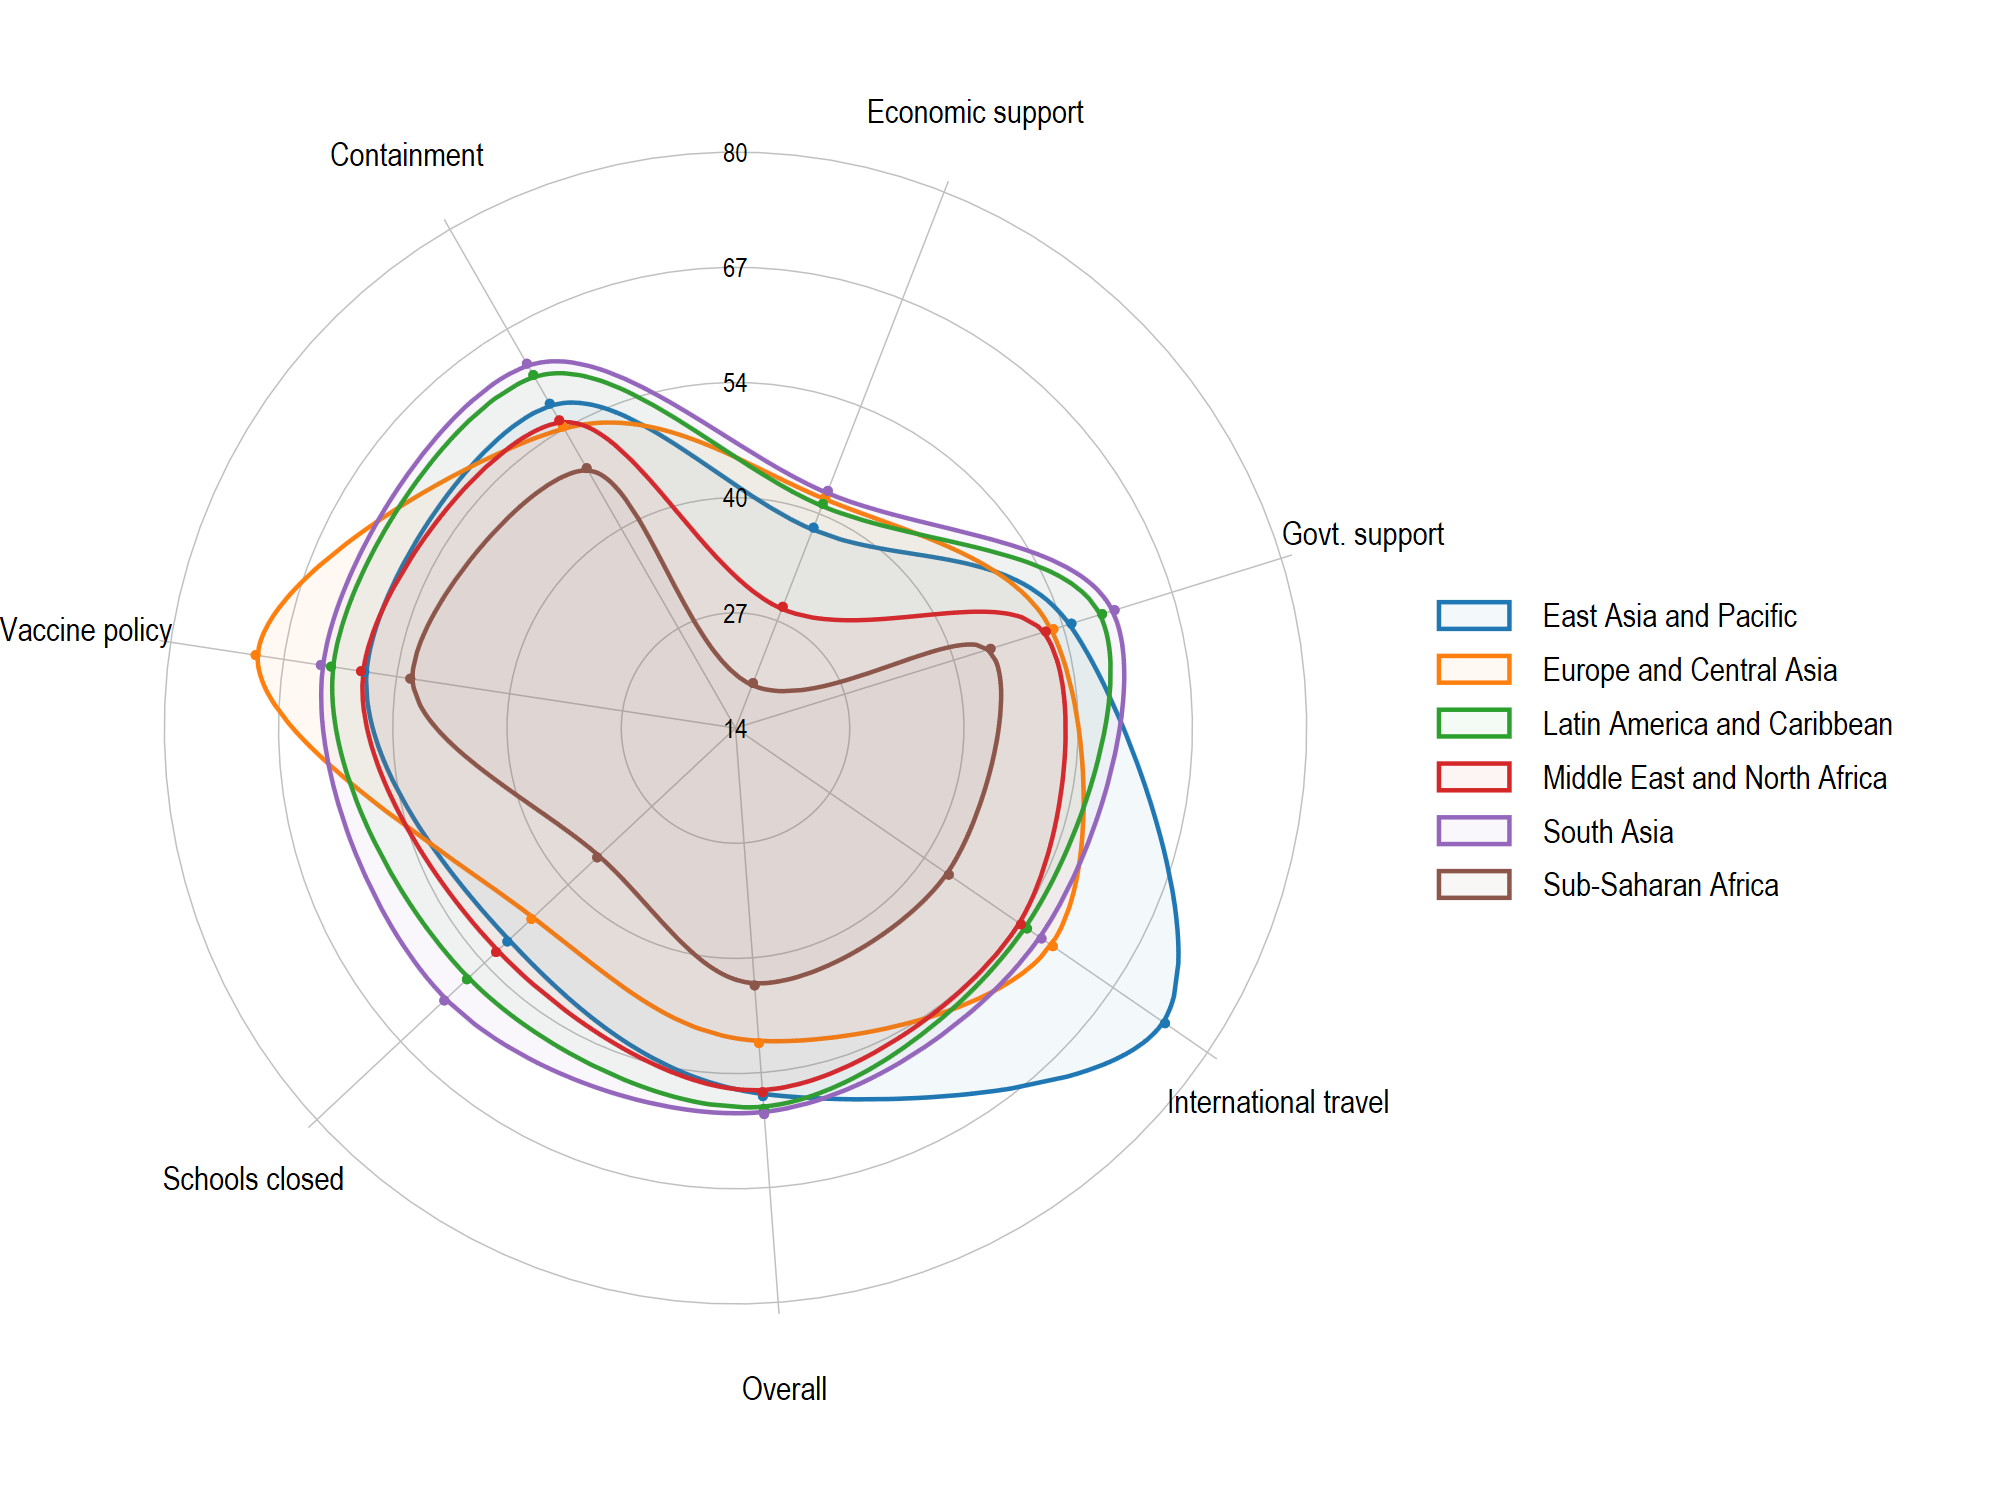 Economic support
Containment
80
67
54
40
27
14
Govt. support
Vaccine policy
East Asia and Pacific
Europe and Central Asia
Latin America and Caribbean
Middle East and North Africa
South Asia
Sub-Saharan Africa
International travel
Schools closed
Overall